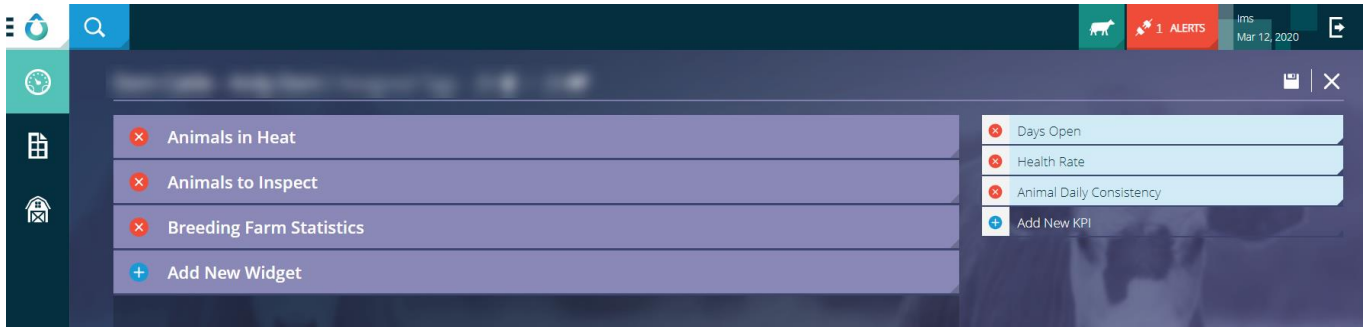 1 ALERTS
lms
Mar 12, 2020
Animals in Heat
Animals to Inspect
Breeding Farm Statistics
Add New Widget
Days Open
Health Rate
Animal Daily Consistency
Add New KPI